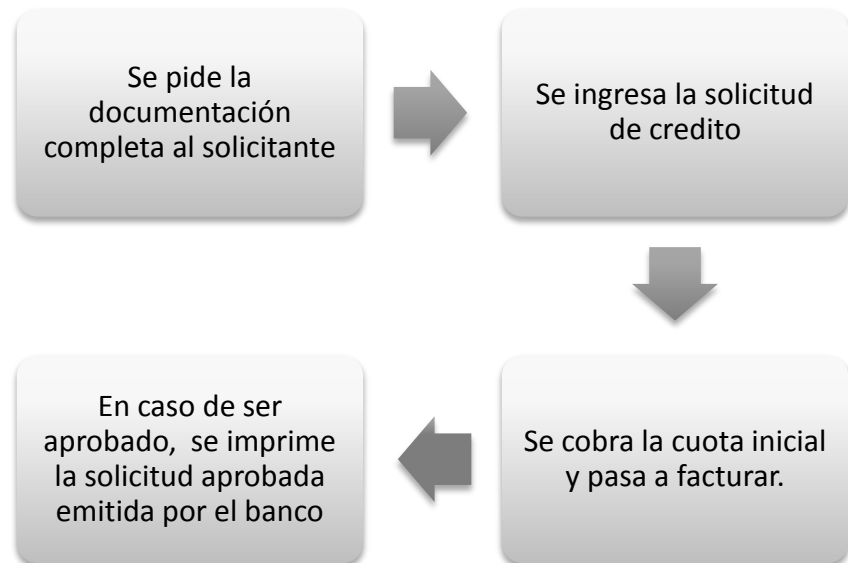 Se pide la
documentación
completa al solicitante
Se ingresa la solicitud
de credito
Se cobra la cuota inicial
y pasa a facturar.
En caso de ser
aprobado, se imprime
la solicitud aprobada
emitida por el banco